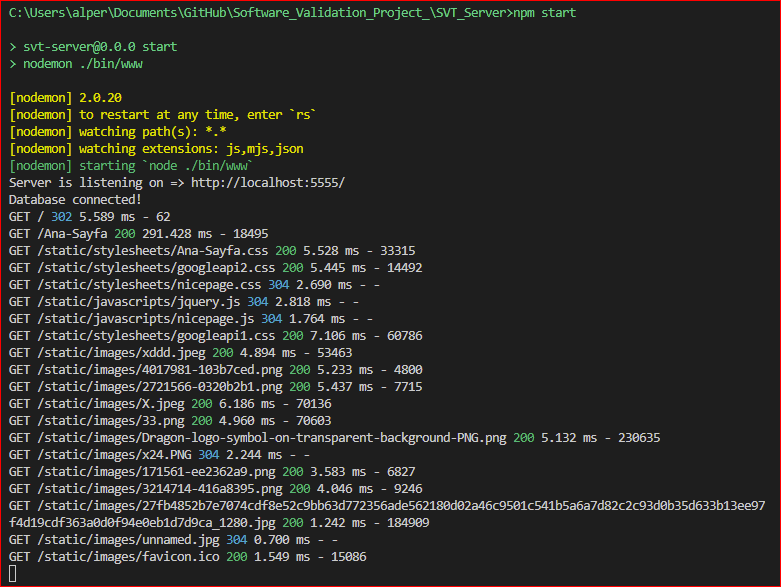 C:\Users\alper\Documents\GitHub\Software_Validation_Project_\SVT_Server>npm start
> svt-server@0.0.0 start
> nodemon ./bin/www
[nodemon] 2.0.20
[nodemon] to restart at any time, enter `rs`
[nodemon] watching path(s): *.*
[nodemon] watching extensions: js,mjs,json
[nodemon] starting `node ./bin/www`
Server is listening on => http://localhost:5555/
Database connected!
GET / 302 5.589 ms - 62
GET /Ana-Sayfa 200 291.428 ms - 18495
GET /static/stylesheets/Ana-Sayfa.css 200 5.528 ms - 33315
GET /static/stylesheets/googleapi2.css 200 5.445 ms - 14492
GET /static/stylesheets/nicepage.css 304 2.690 ms - -
GET /static/javascripts/jquery.js 304 2.818 ms - -
GET /static/javascripts/nicepage.js 304 1.764 ms - -
GET /static/stylesheets/googleapi1.css 200 7.106 ms - 60786
GET /static/images/xddd.jpeg 200 4.894 ms - 53463
GET /static/images/4017981-103b7ced.png 200 5.233 ms - 4800
GET /static/images/2721566-0320b2b1.png 200 5.437 ms - 7715
GET /static/images/X.jpeg 200 6.186 ms - 70136
GET /static/images/33.png 200 4.960 ms - 70603
GET /static/images/Dragon-logo-symbol-on-transparent-background-PNG.png 200 5.132 ms - 230635
GET /static/images/x24.PNG 304 2.244 ms - -
GET /static/images/171561-ee2362a9.png 200 3.583 ms - 6827
GET /static/images/3214714-416a8395.png 200 4.046 ms - 9246
GET /static/images/27fb4852b7e7074cdf8e52c9bb63d772356ade562180d02a46c9501c541b5a6a7d82c2c93d0b35d633b13ee97
f4d19cdf363a0d0f94e0eb1d7d9ca_1280.jpg 200 1.242 ms - 184909
GET /static/images/unnamed.jpg 304 0.700 ms - -
GET /static/images/favicon.ico 200 1.549 ms - 15086